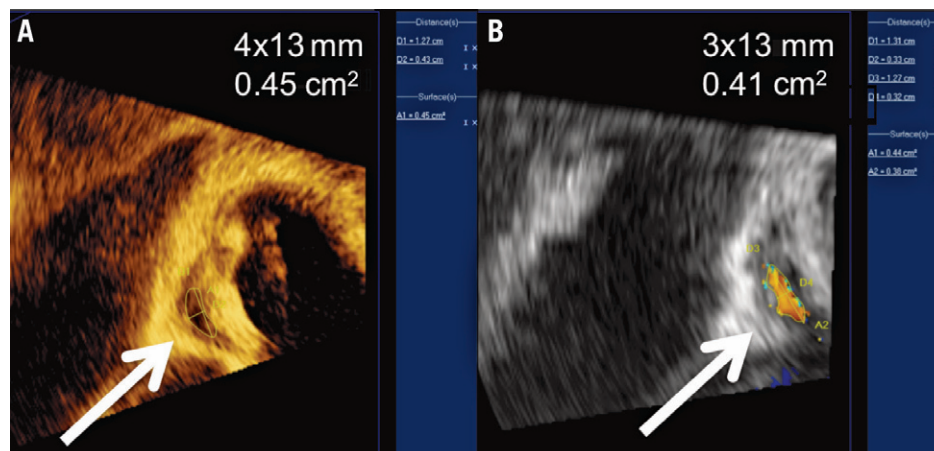 A
4x13 mm
0.45 cm²
Distance(s)
D1 = 1.27 cm
D2 = 0.43 cm
Surface(s)
A1 = 0.45 cm²
B
3x13 mm
0.41 cm²
D3
D4
A2
Distance(s)
D1 = 1.31 cm
D2 = 0.33 cm
D3 = 1.27 cm
= 0.32 cm
Surface(s)
A1 = 0.44 cm²
A2 = 0.38 cm²